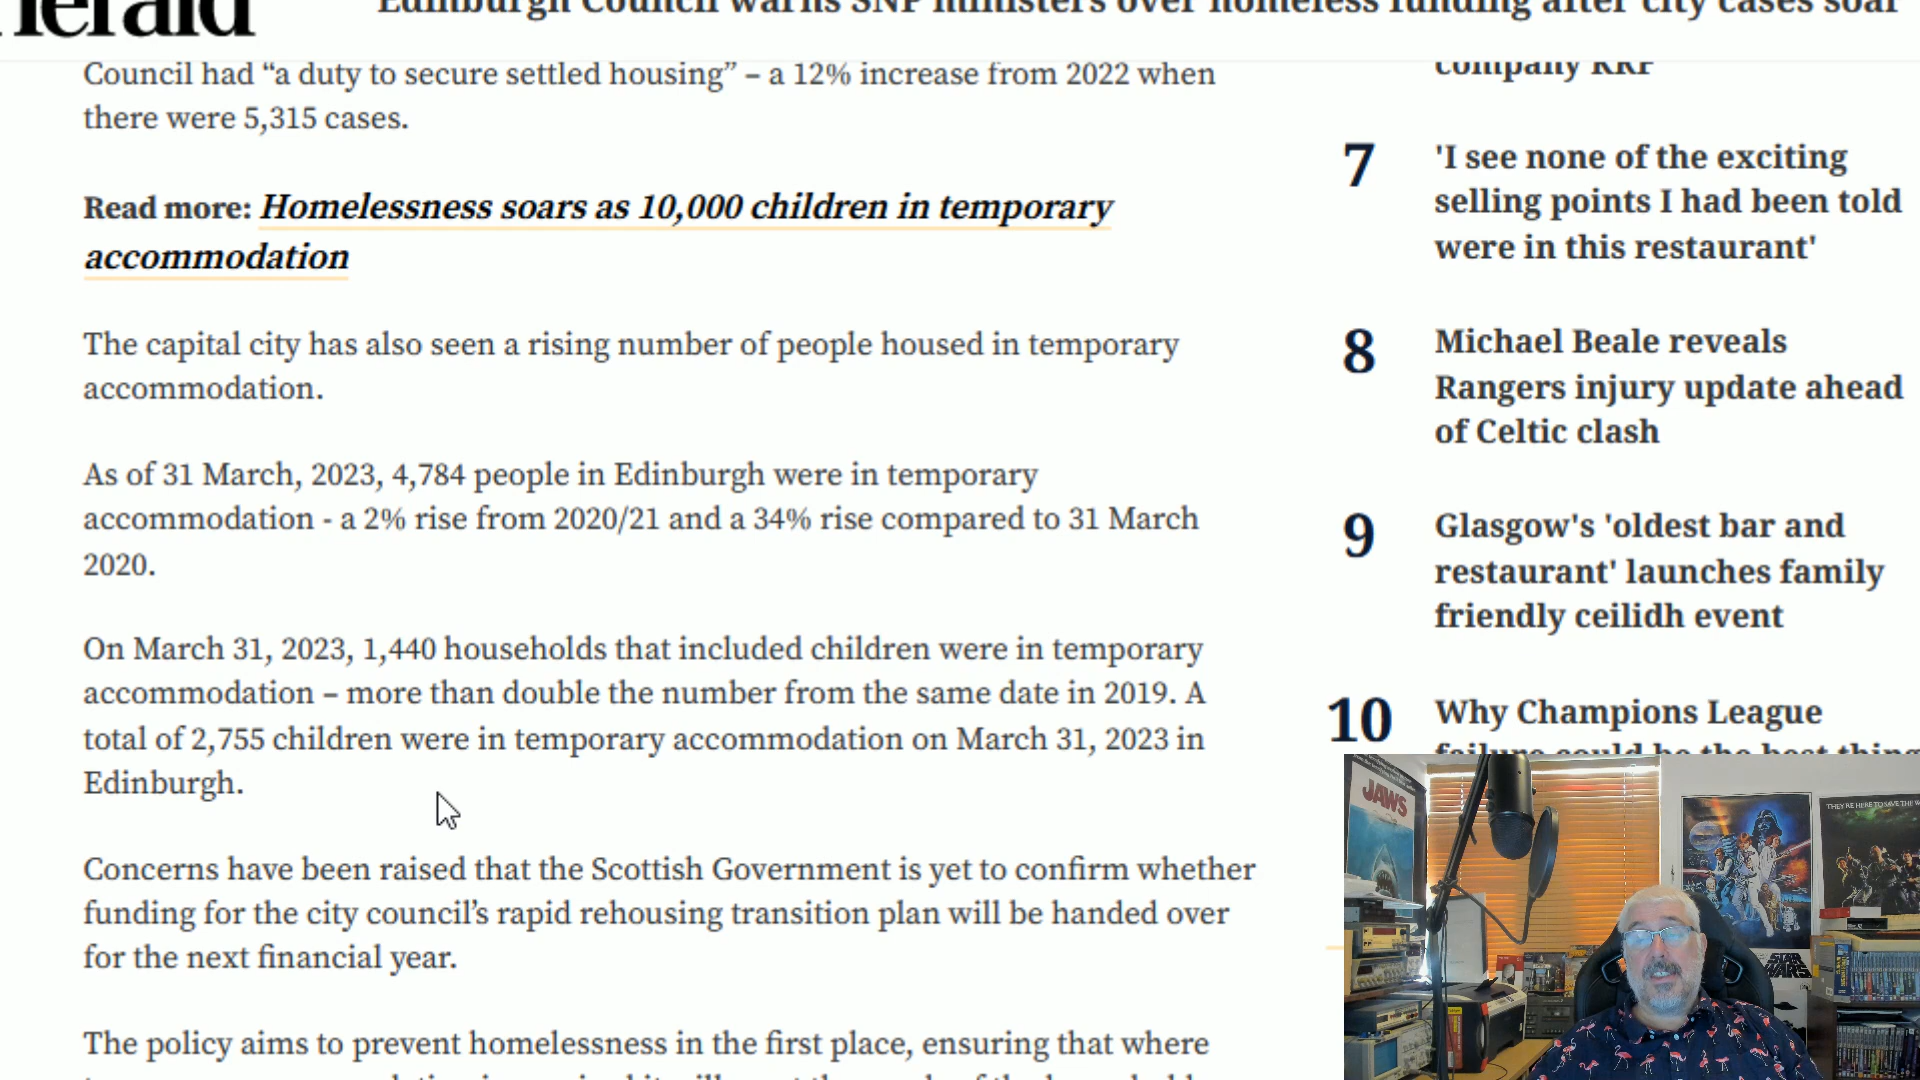 Herald
Edinburgh Council warns SNP ministers over homeless funding after city cases soar
Council had “a duty to secure settled housing” – a 12% increase from 2022 when
there were 5,315 cases.
Read more: Homelessness soars as 10,000 children in temporary
accommodation
The capital city has also seen a rising number of people housed in temporary
accommodation.
As of 31 March, 2023, 4,784 people in Edinburgh were in temporary
accommodation - a 2% rise from 2020/21 and a 34% rise compared to 31 March
2020.
On March 31, 2023, 1,440 households that included children were in temporary
accommodation – more than double the number from the same date in 2019. A
total of 2,755 children were in temporary accommodation on March 31, 2023 in
Edinburgh.
Concerns have been raised that the Scottish Government is yet to confirm whether
funding for the city council’s rapid rehousing transition plan will be handed over
for the next financial year.
The policy aims to prevent homelessness in the first place, ensuring that where
company KRF
7
'I see none of the exciting
selling points I had been told
were in this restaurant'
8
Michael Beale reveals
Rangers injury update ahead
of Celtic clash
9
Glasgow's 'oldest bar and
restaurant' launches family
friendly ceilidh event
10
Why Champions League
failure could be the best thing
JAWS
THEY'RE HERE TO SAVE THE
STAR
WARS